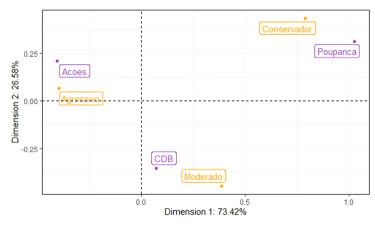 Conservador
Poupanca
0.25
Acoes
Agressivo
0.00
CDB
-0.25
Moderado
0.0
0.5
1.0
Dimension 1: 73.42%
Dimension 2: 26.58%